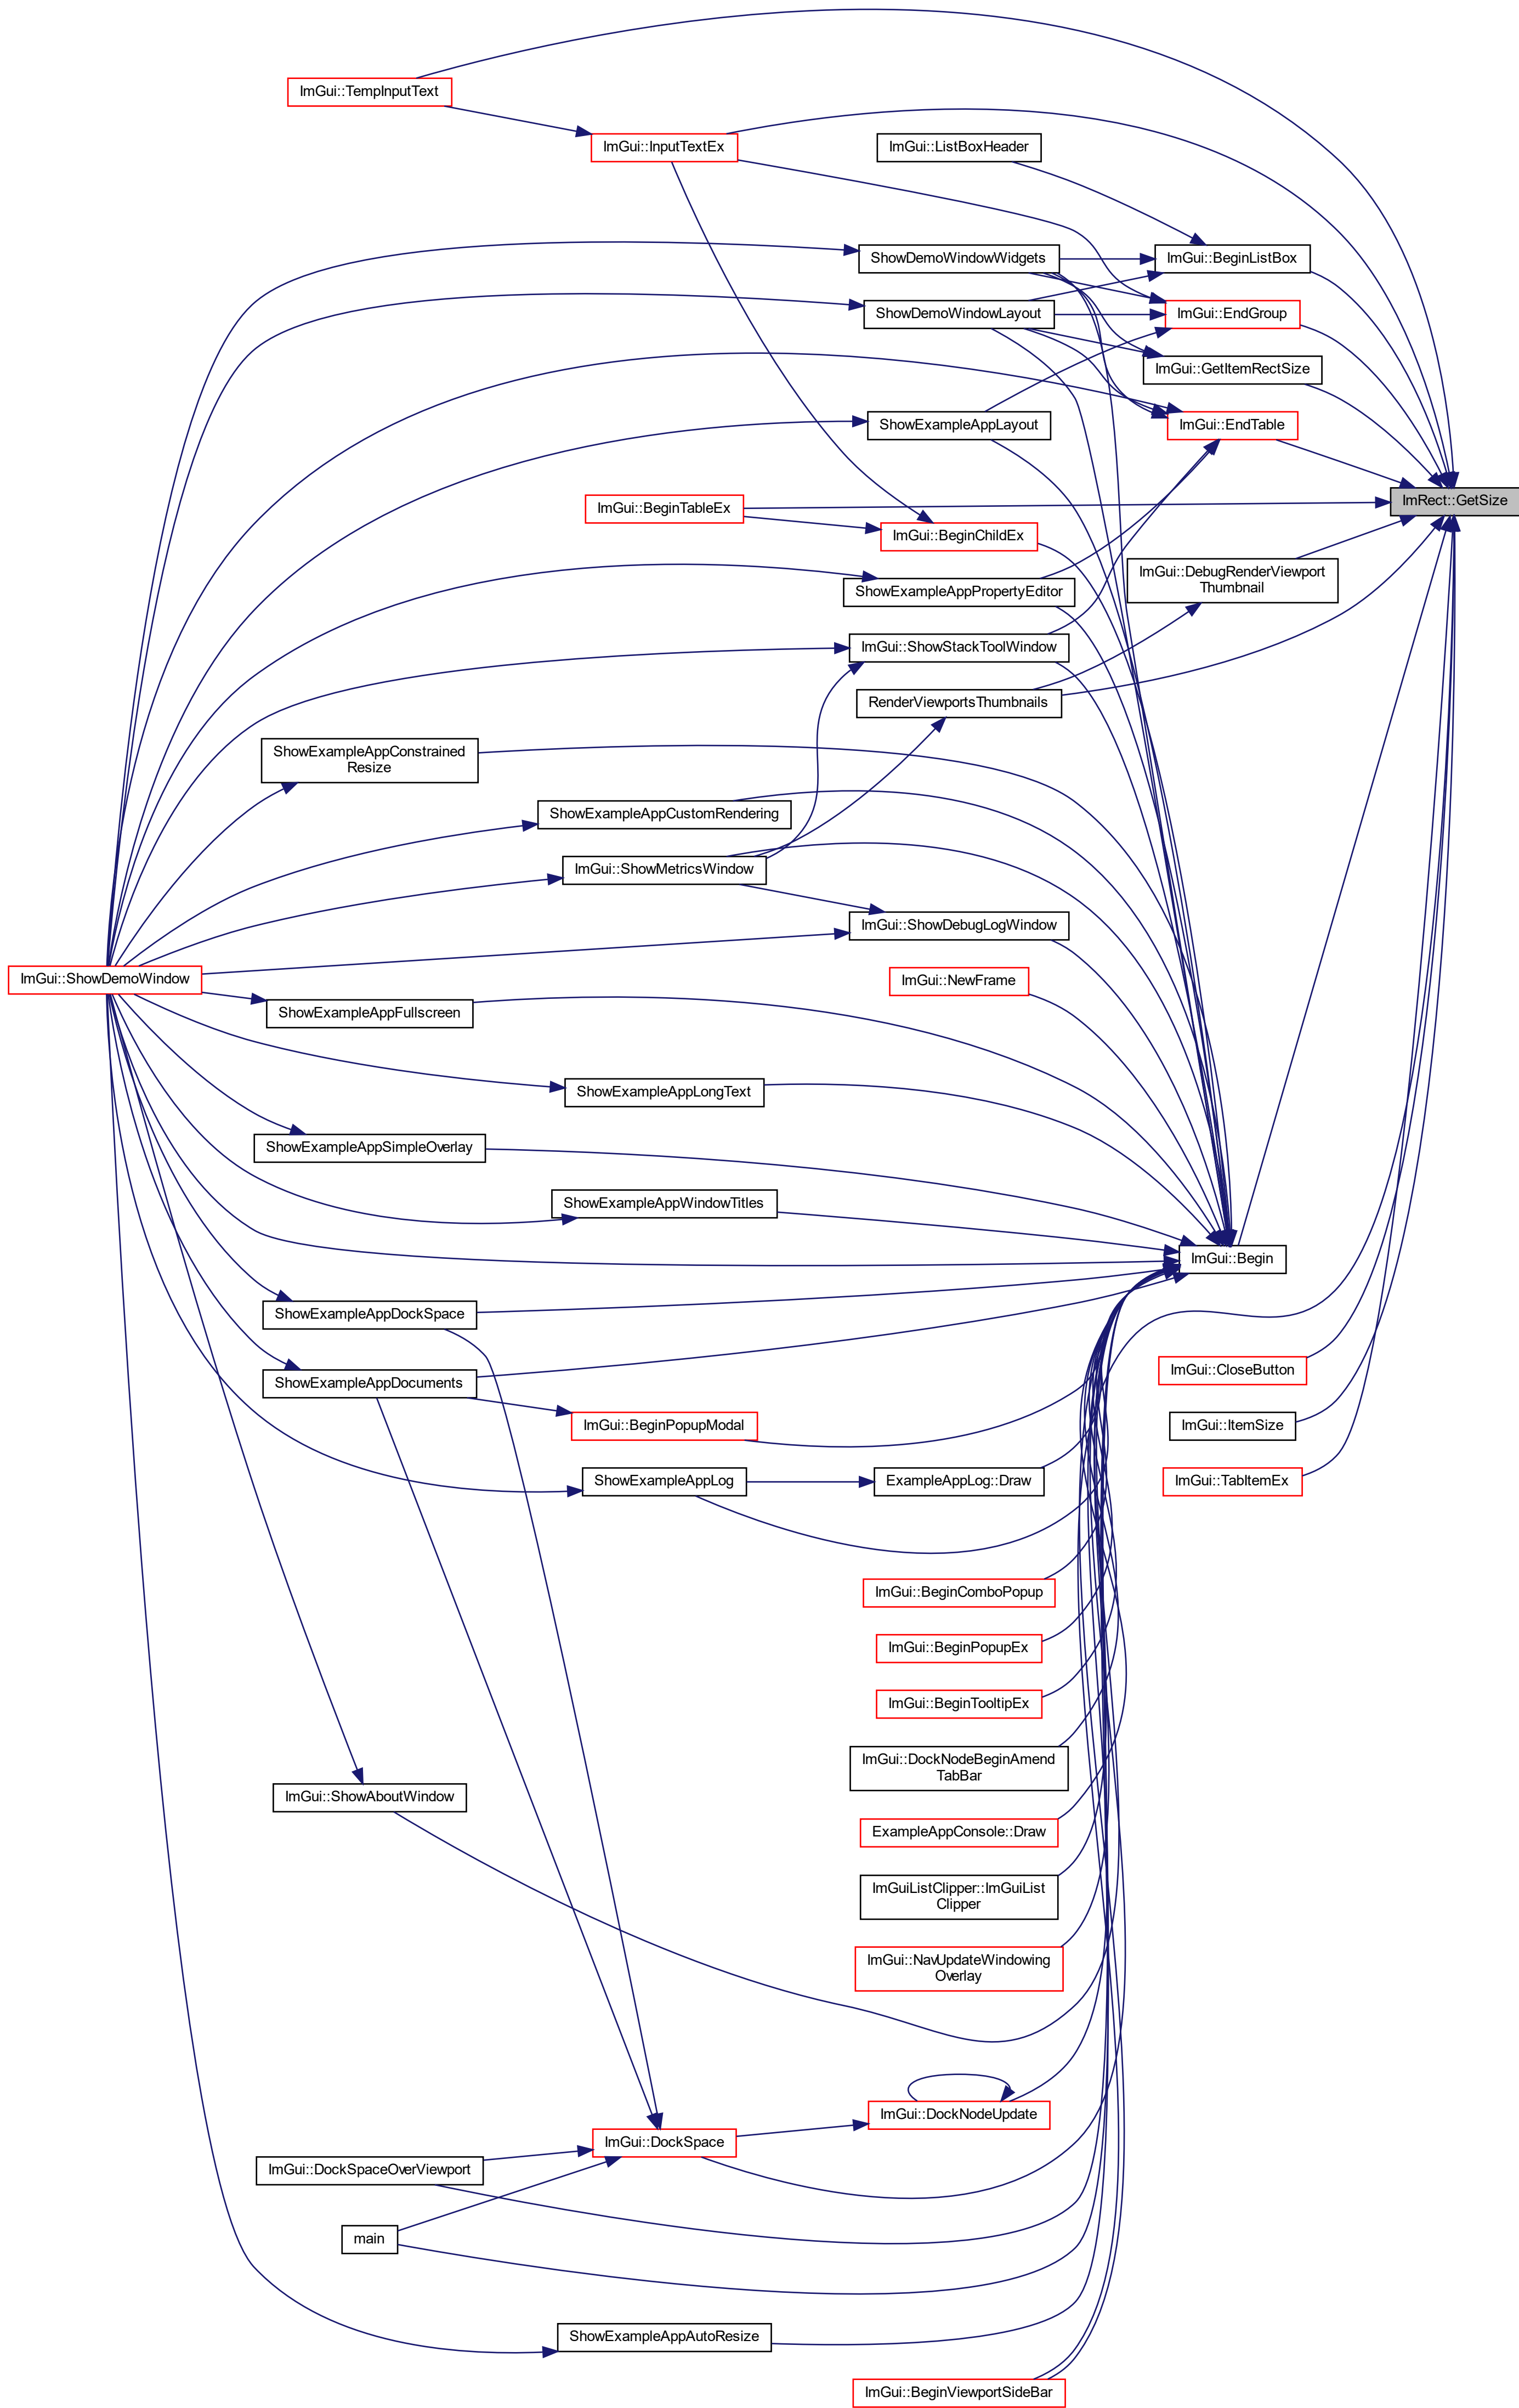 ImGui::TempInputText
ImGui::InputTextEx
ImGui::ListBoxHeader
ShowDemoWindowWidgets
ImGui::BeginListBox
ShowDemoWindowLayout
ImGui::EndGroup
ImGui::GetItemRectSize
ShowExampleAppLayout
ImGui::EndTable
ImRect::GetSize
ImGui::BeginTableEx
ImGui::BeginChildEx
ImGui::DebugRenderViewport
Thumbnail
ShowExampleAppPropertyEditor
ImGui::ShowStackToolWindow
RenderViewportsThumbnails
ShowExampleAppConstrained
Resize
ShowExampleAppCustomRendering
ImGui::ShowMetricsWindow
ImGui::ShowDebugLogWindow
ImGui::ShowDemoWindow
ImGui::NewFrame
ShowExampleAppFullscreen
ShowExampleAppLongText
ShowExampleAppSimpleOverlay
ShowExampleAppWindowTitles
ImGui::Begin
ShowExampleAppDockSpace
ShowExampleAppDocuments
ImGui::CloseButton
ImGui::BeginPopupModal
ImGui::ItemSize
ShowExampleAppLog
ExampleAppLog::Draw
ImGui::TabItemEx
ImGui::BeginComboPopup
ImGui::BeginPopupEx
ImGui::BeginTooltipEx
ImGui::DockNodeBeginAmend
TabBar
ImGui::ShowAboutWindow
ExampleAppConsole::Draw
ImGuiListClipper::ImGuiList
Clipper
ImGui::NavUpdateWindowing
Overlay
ImGui::DockNodeUpdate
ImGui::DockSpace
ImGui::DockSpaceOverViewport
main
ShowExampleAppAutoResize
ImGui::BeginViewportSideBar